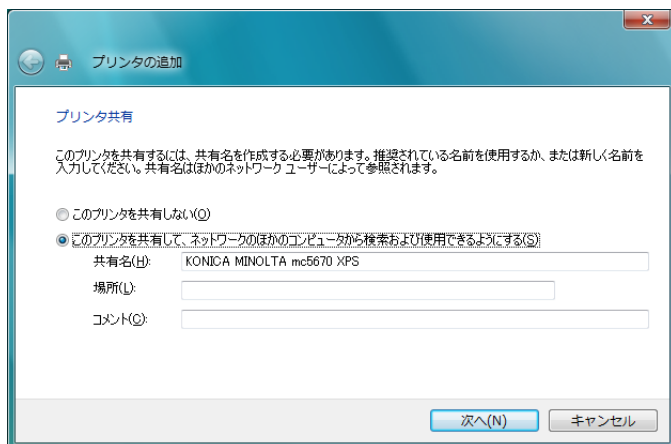 プリンタの追加
プリンタ共有
このプリンタを共有するには、共有名を作成する必要があります。推奨されている名前を使用するか、または新しく名前を
入力してください。共有名はほかのネットワーク ユーザーによって参照されます。
このプリンタを共有しない(O)
このプリンタを共有して、ネットワークのほかのコンピュータから検索および使用できるようにする(S)
共有名(H): KONICA MINOLTA mc5670 XPS
場所(L):
コメント(C):
次へ(N) キャンセル